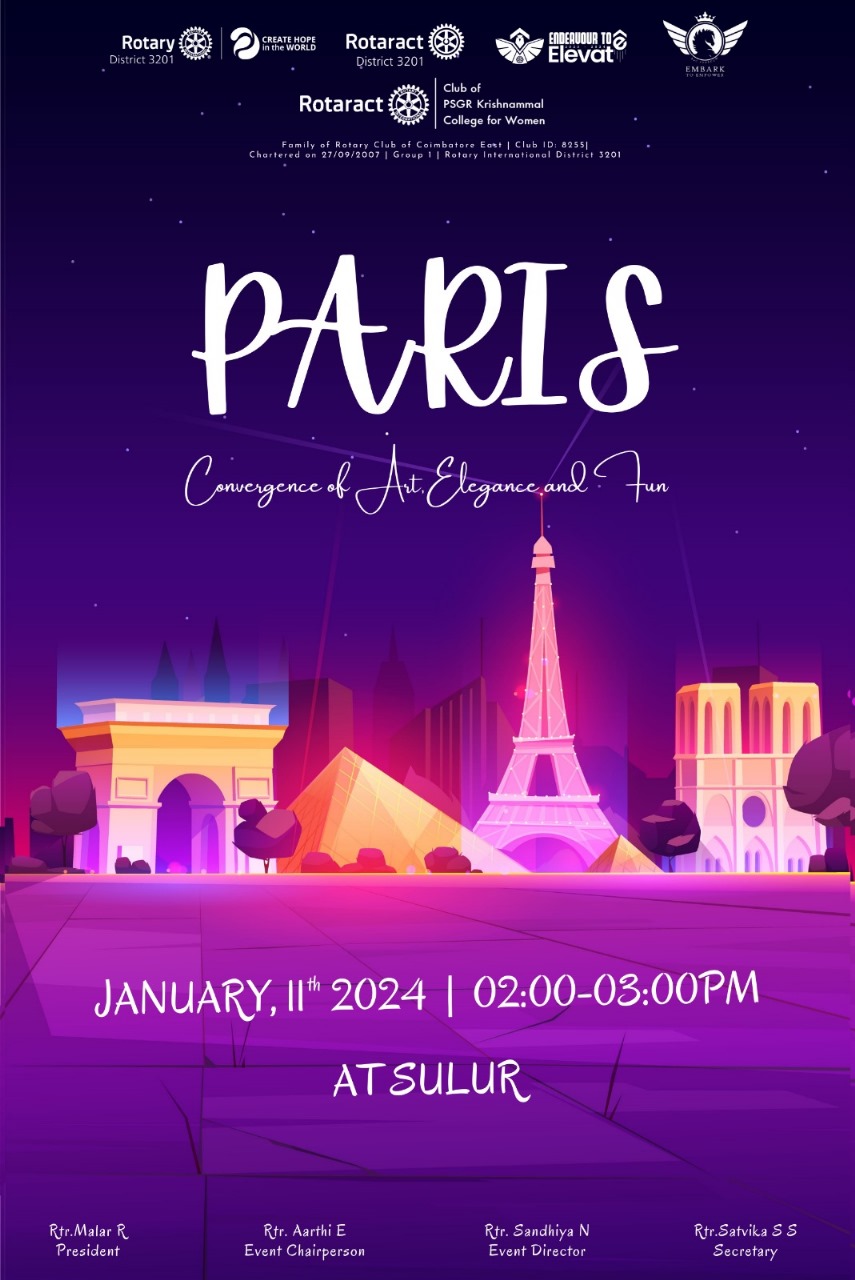 Rotary
District 3201
CREATE HOPE
in the WORLD
Rotaract
District 3201
ENDEAVOUR TO
Elevate
EMBARK
TO EMPOWER
Rotaract
Club of
PSGR Krishnammal
College for Women
Family of Rotary Club of Coimbatore East | Club ID: 8255|
Chartered on 27/09/2007 | Group 1 | Rotary International District 3201
PARIS
Convergence of Art, Elegance and Fun
JANUARY, 11th 2024 | 02:00-03:00PM
AT SULUR
Rtr.Malar R
President
Rtr. Aarthi E
Event Chairperson
Rtr. Sandhiya N
Event Director
Rtr.Satvika S S
Secretary